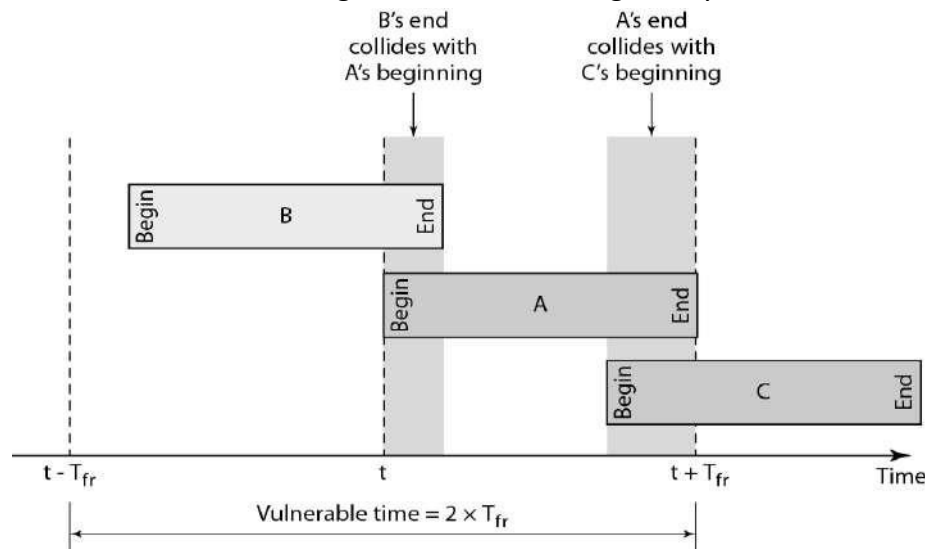 B's end
collides with
A's beginning
A's end
collides with
C's beginning
Begin
B
End
Begin
A
End
Begin
C
End
t - Tfr
t
t + Tfr
Time
Vulnerable time = 2 × Tfr